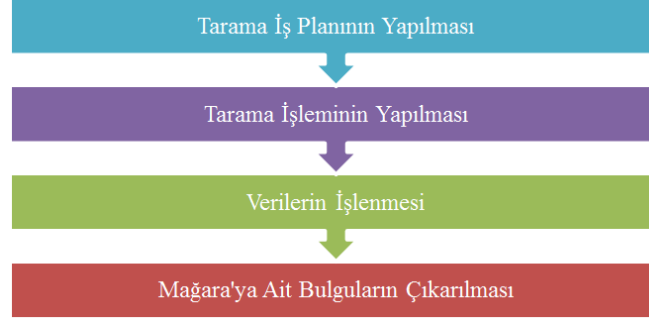 Tarama İş Planının Yapılması
Tarama İşleminin Yapılması
Verilerin İşlenmesi
Mağara'ya Ait Bulguların Çıkarılması